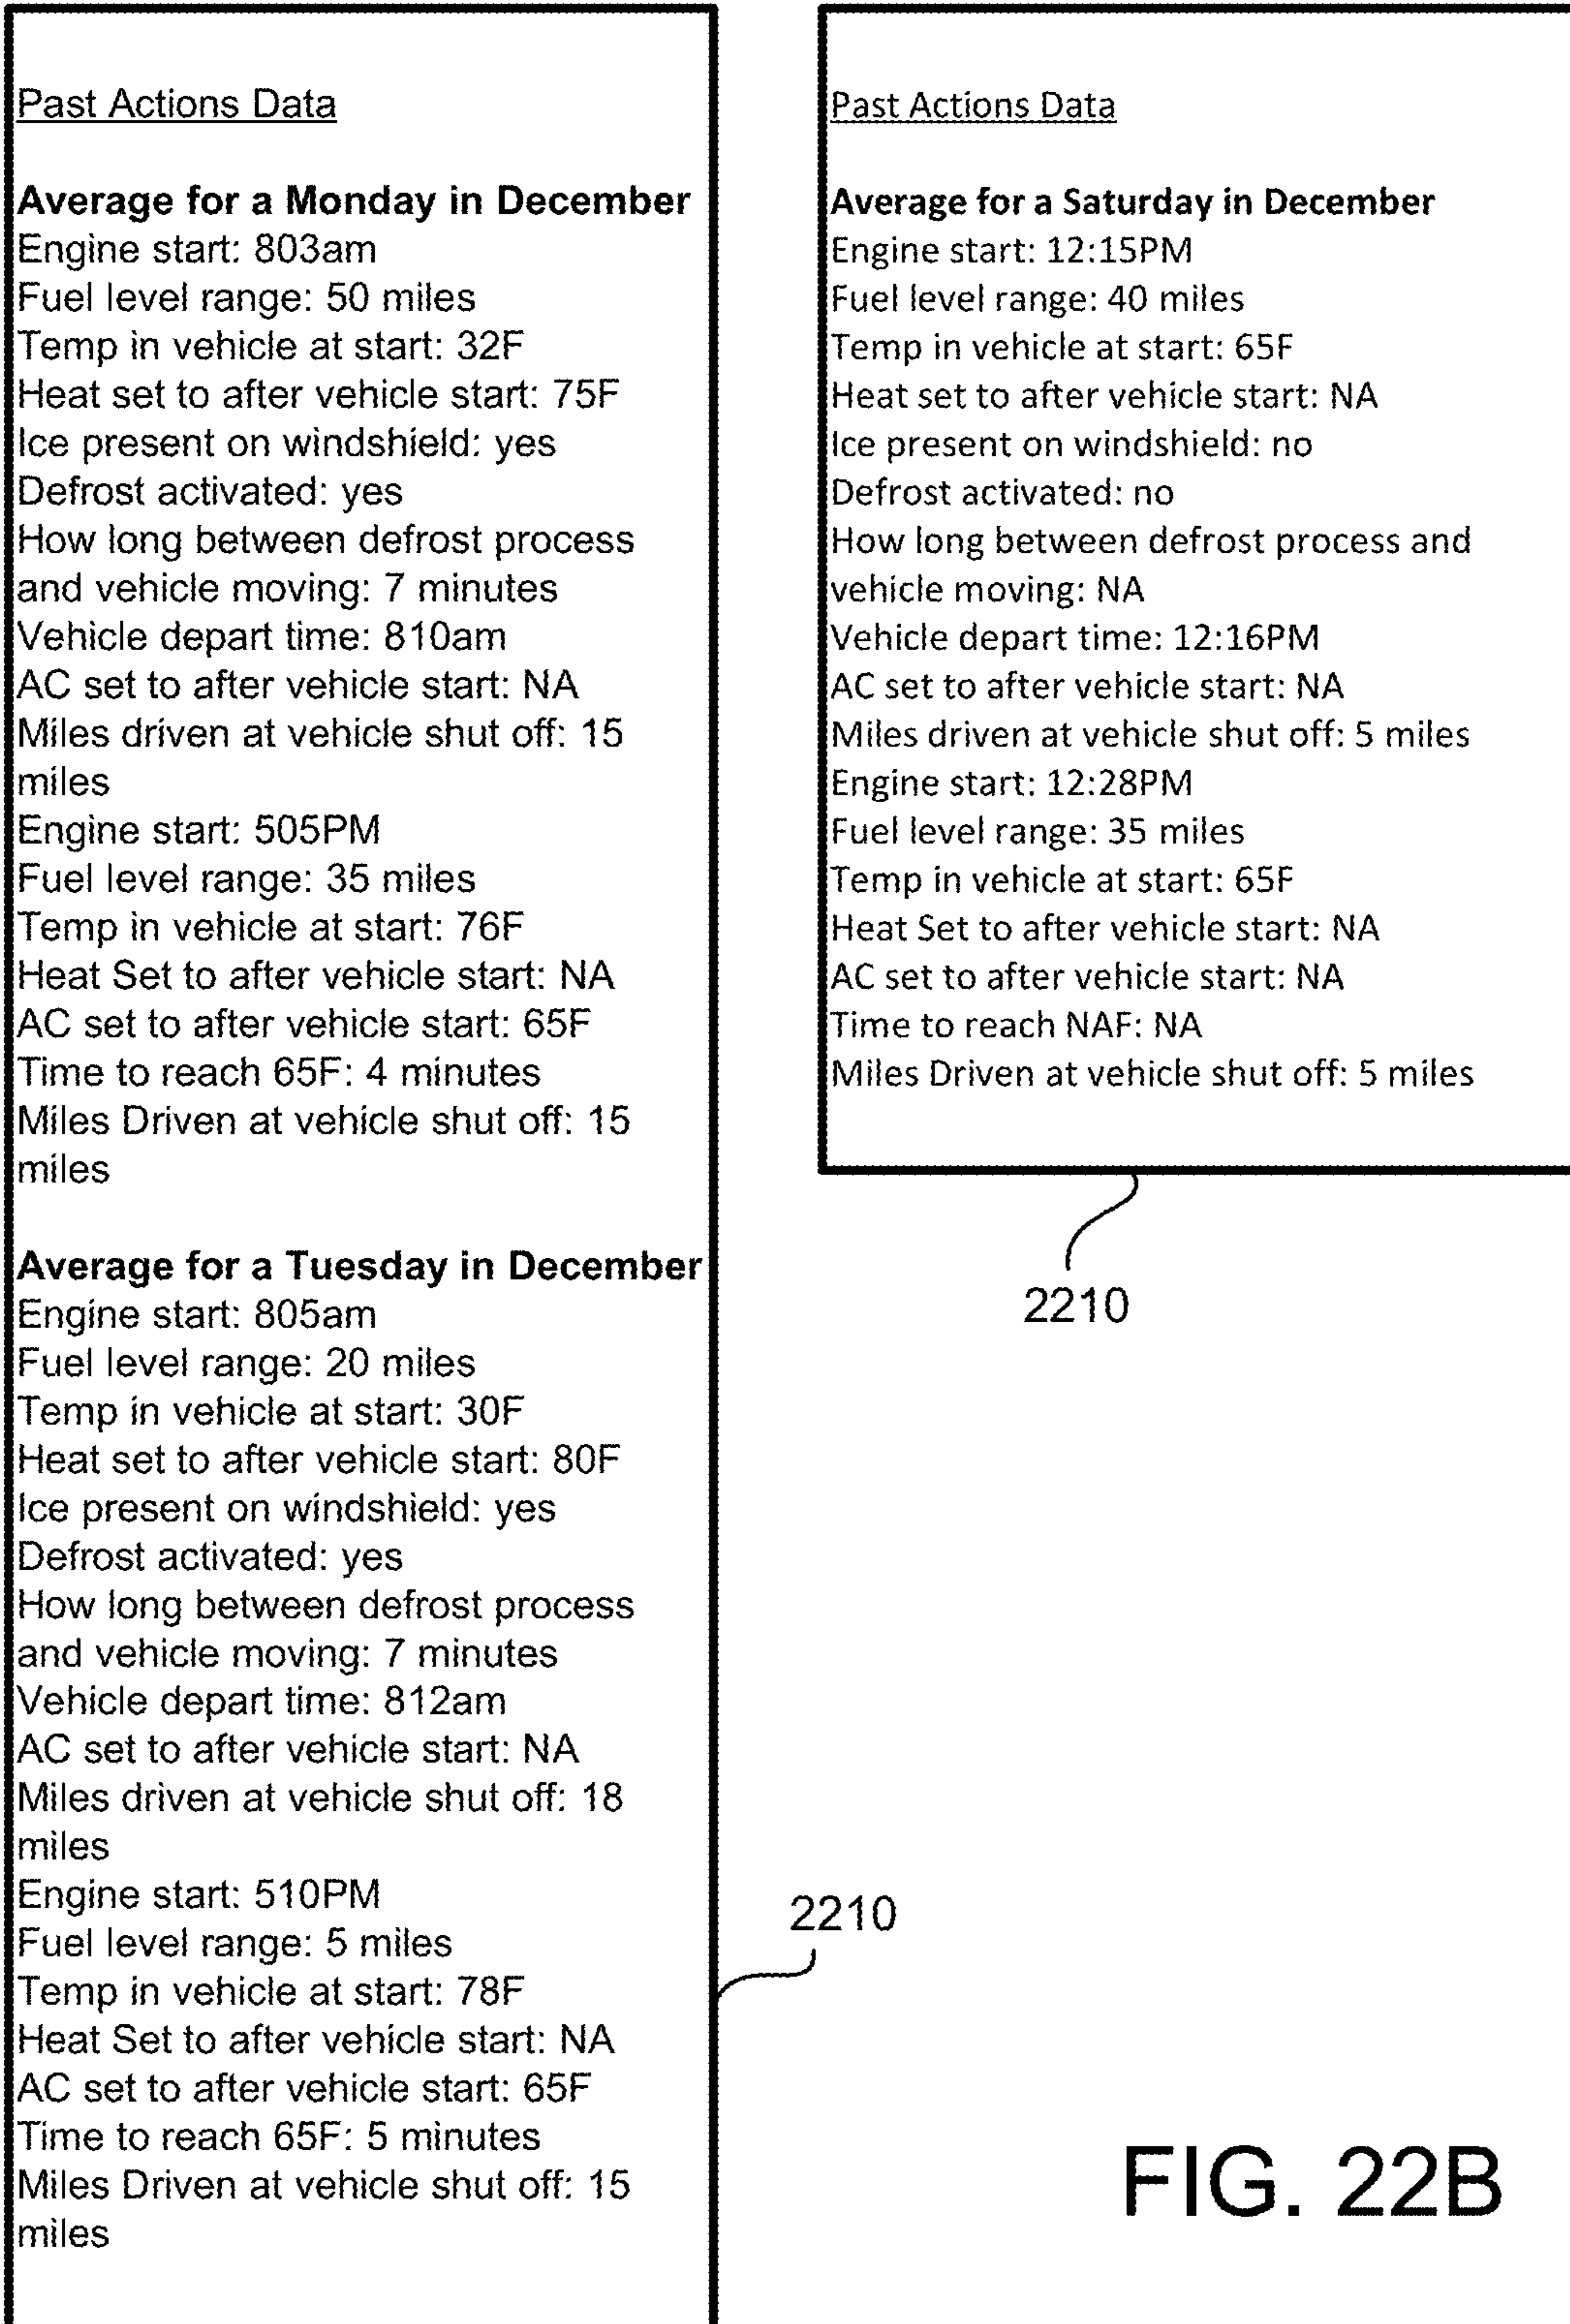 Past Actions Data
Average for a Monday in December
Engine start: 803am
Fuel level range: 50 miles
Temp in vehicle at start: 32F
Heat set to after vehicle start: 75F
Ice present on windshield: yes
Defrost activated: yes
How long between defrost process
and vehicle moving: 7 minutes
Vehicle depart time: 810am
AC set to after vehicle start: NA
Miles driven at vehicle shut off: 15
miles
Engine start: 505PM
Fuel level range: 35 miles
Temp in vehicle at start: 76F
Heat Set to after vehicle start: NA
AC set to after vehicle start: 65F
Time to reach 65F: 4 minutes
Miles Driven at vehicle shut off: 15
miles
Average for a Tuesday in December
Engine start: 805am
Fuel level range: 20 miles
Temp in vehicle at start: 30F
Heat set to after vehicle start: 80F
Ice present on windshield: yes
Defrost activated: yes
How long between defrost process
and vehicle moving: 7 minutes
Vehicle depart time: 812am
AC set to after vehicle start: NA
Miles driven at vehicle shut off: 18
miles
Engine start: 510PM
Fuel level range: 5 miles
Temp in vehicle at start: 78F
Heat Set to after vehicle start: NA
AC set to after vehicle start: 65F
Time to reach 65F: 5 minutes
Miles Driven at vehicle shut off: 15
miles
2210
Past Actions Data
Average for a Saturday in December
Engine start: 12:15PM
Fuel level range: 40 miles
Temp in vehicle at start: 65F
Heat set to after vehicle start: NA
Ice present on windshield: no
Defrost activated: no
How long between defrost process and
vehicle moving: NA
Vehicle depart time: 12:16PM
AC set to after vehicle start: NA
Miles driven at vehicle shut off: 5 miles
Engine start: 12:28PM
Fuel level range: 35 miles
Temp in vehicle at start: 65F
Heat Set to after vehicle start: NA
AC set to after vehicle start: NA
Time to reach NAF: NA
Miles Driven at vehicle shut off: 5 miles
2210
FIG. 22B